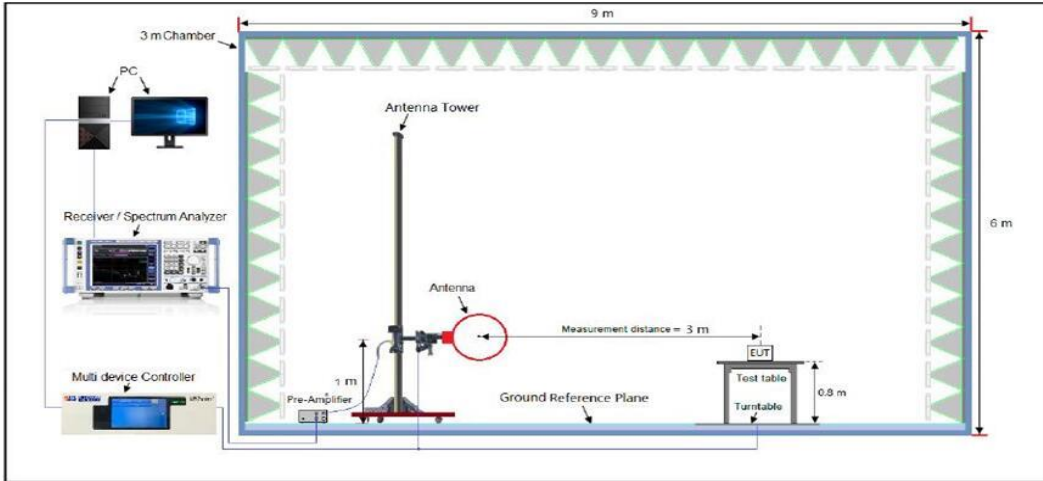 9 m
3 m Chamber
PC
Antenna Tower
Receiver / Spectrum Analyzer
6 m
Antenna
Measurement distance = 3 m
EUT
Multi device Controller
1 m
Test table
0.8 m
Pre-Amplifier
Ground Reference Plane
Turntable